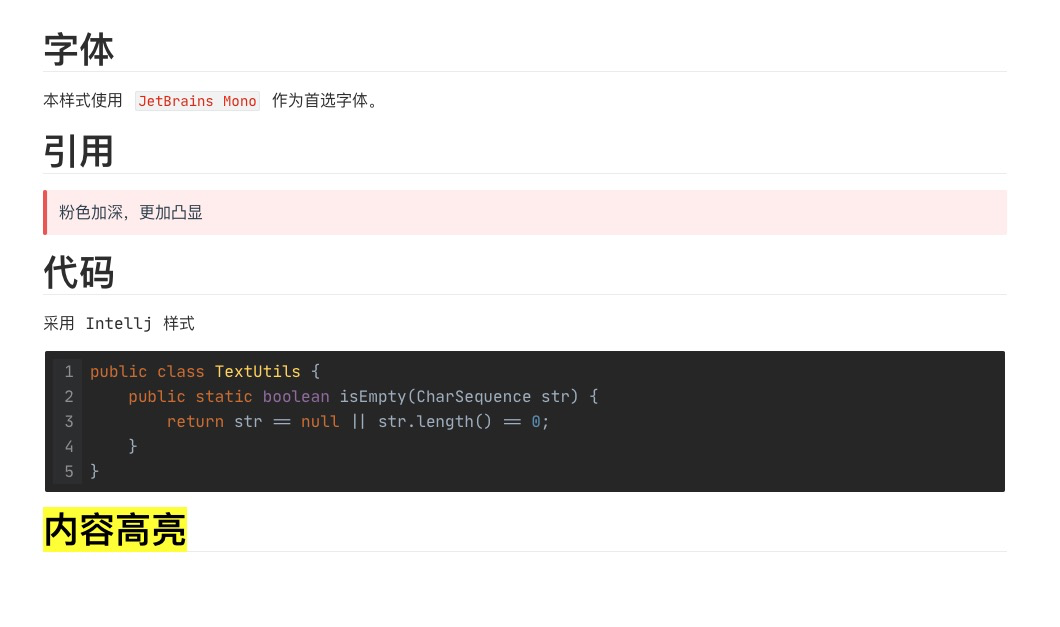 字体
本样式使用 JetBrains Mono 作为首选字体。
引用
粉色加深，更加凸显
代码
采用 Intellj 样式
1 public class TextUtils {
2     public static boolean isEmpty(CharSequence str) {
3         return str == null || str.length() == 0;
4     }
5 }
内容高亮